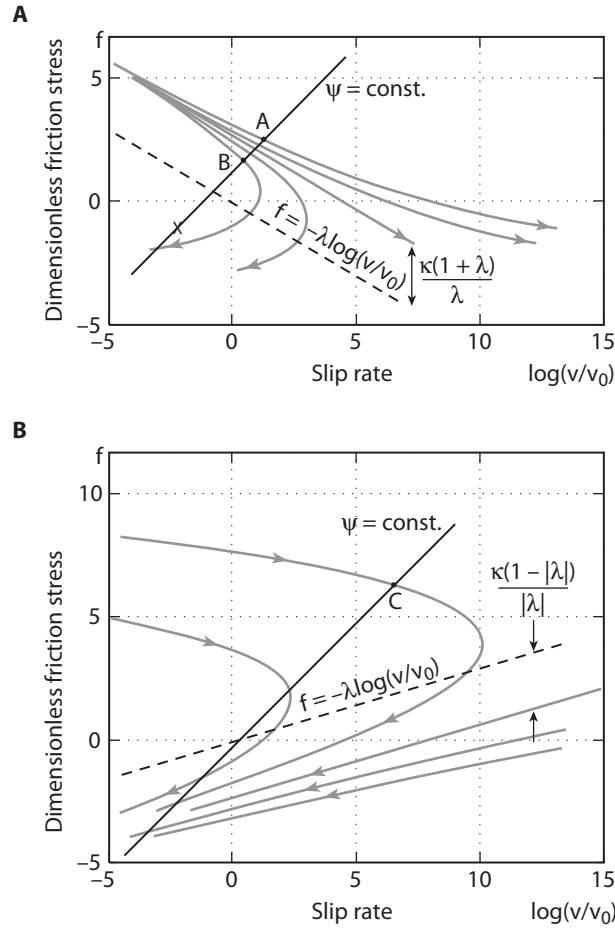 A
f
Dimensionless friction stress
5
0
−5
ψ = const.
A
B
x
f = −λlog(v/v₀)
κ(1 + λ)
λ
−5
0
5
10
15
Slip rate
log(v/v₀)
B
f
Dimensionless friction stress
10
5
0
−5
ψ = const.
C
f = −λlog(v/v₀)
κ(1 − |λ|)
|λ|
−5
0
5
10
15
Slip rate
log(v/v₀)